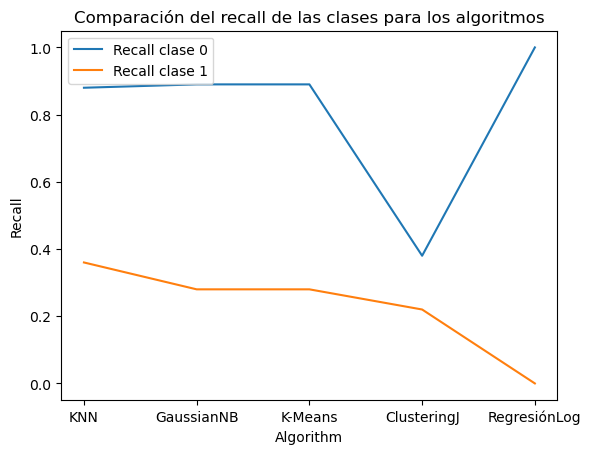 Comparación del recall de las clases para los algoritmos
Recall clase 0
Recall clase 1
1.0
0.8
0.6
0.4
0.2
0.0
Recall
KNN GaussianNB K-Means ClusteringJ RegresiónLog
Algorithm